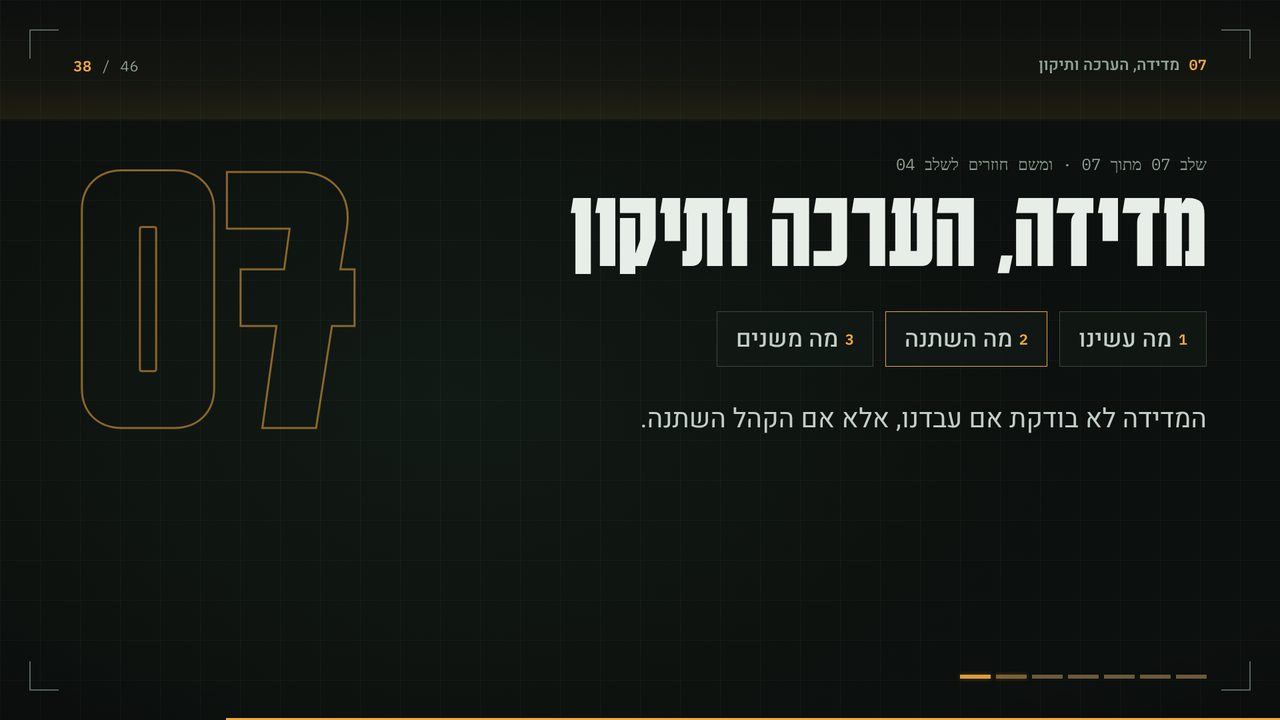 07 מדידה, הערכה ותיקון
38 / 46
שלב 07 מתוך 07 · ומשם חוזרים לשלב 04
מדידה, הערכה ותיקון
07
1 מה עשינו
2 מה השתנה
3 מה משנים
המדידה לא בודקת אם עבדנו, אלא אם הקהל השתנה.